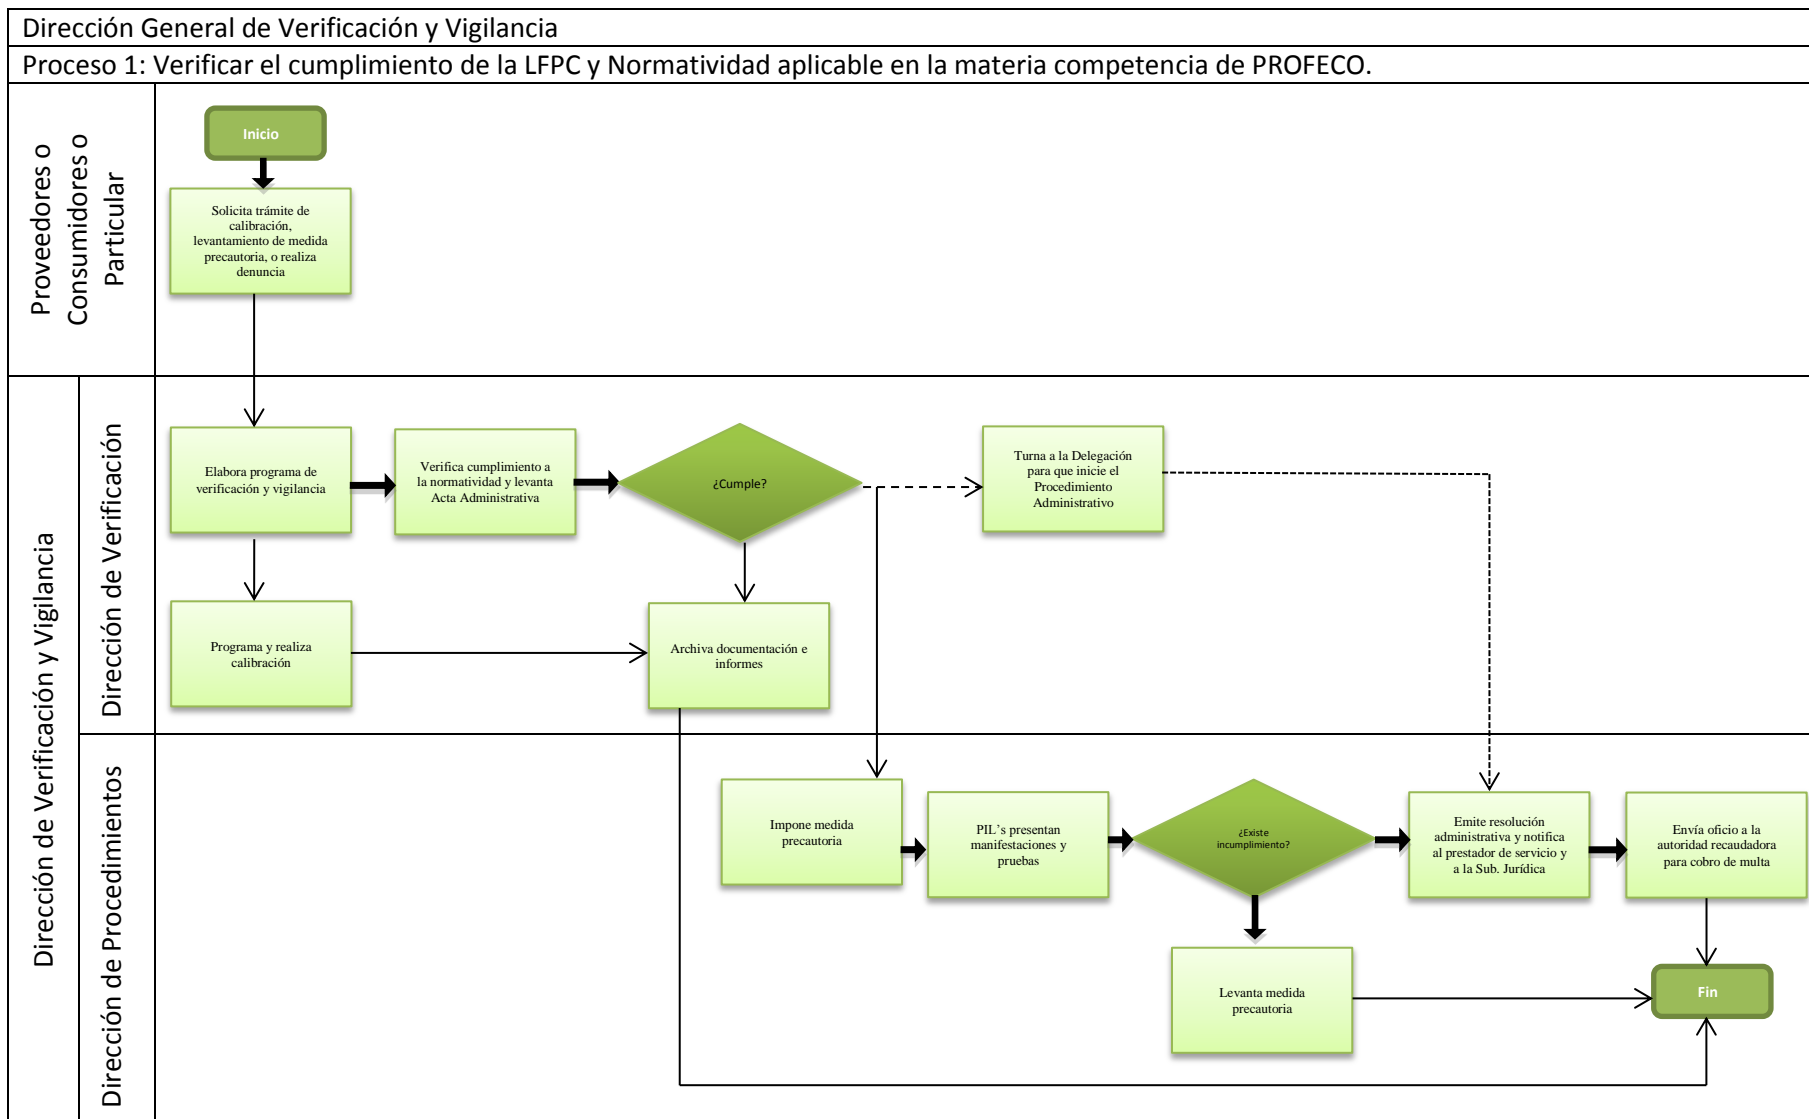 Dirección General de Verificación y Vigilancia
Proceso 1: Verificar el cumplimiento de la LFPC y Normatividad aplicable en la materia competencia de PROFECO.
Proveedores o
Consumidores o
Particular
Inicio
Solicita trámite de
calibración,
levantamiento de medida
precautoria, o realiza
denuncia
Dirección de Verificación y Vigilancia
Dirección de Verificación
Elabora programa de
verificación y vigilancia
Verifica cumplimiento a
la normatividad y levanta
Acta Administrativa
¿Cumple?
Turna a la Delegación
para que inicie el
Procedimiento
Administrativo
Programa y realiza
calibración
Archiva documentación e
informes
Dirección de Procedimientos
Impone medida
precautoria
PIL’s presentan
manifestaciones y
pruebas
¿Existe
incumplimiento?
Emite resolución
administrativa y notifica
al prestador de servicio y
a la Sub. Jurídica
Envía oficio a la
autoridad recaudadora
para cobro de multa
Levanta medida
precautoria
Fin